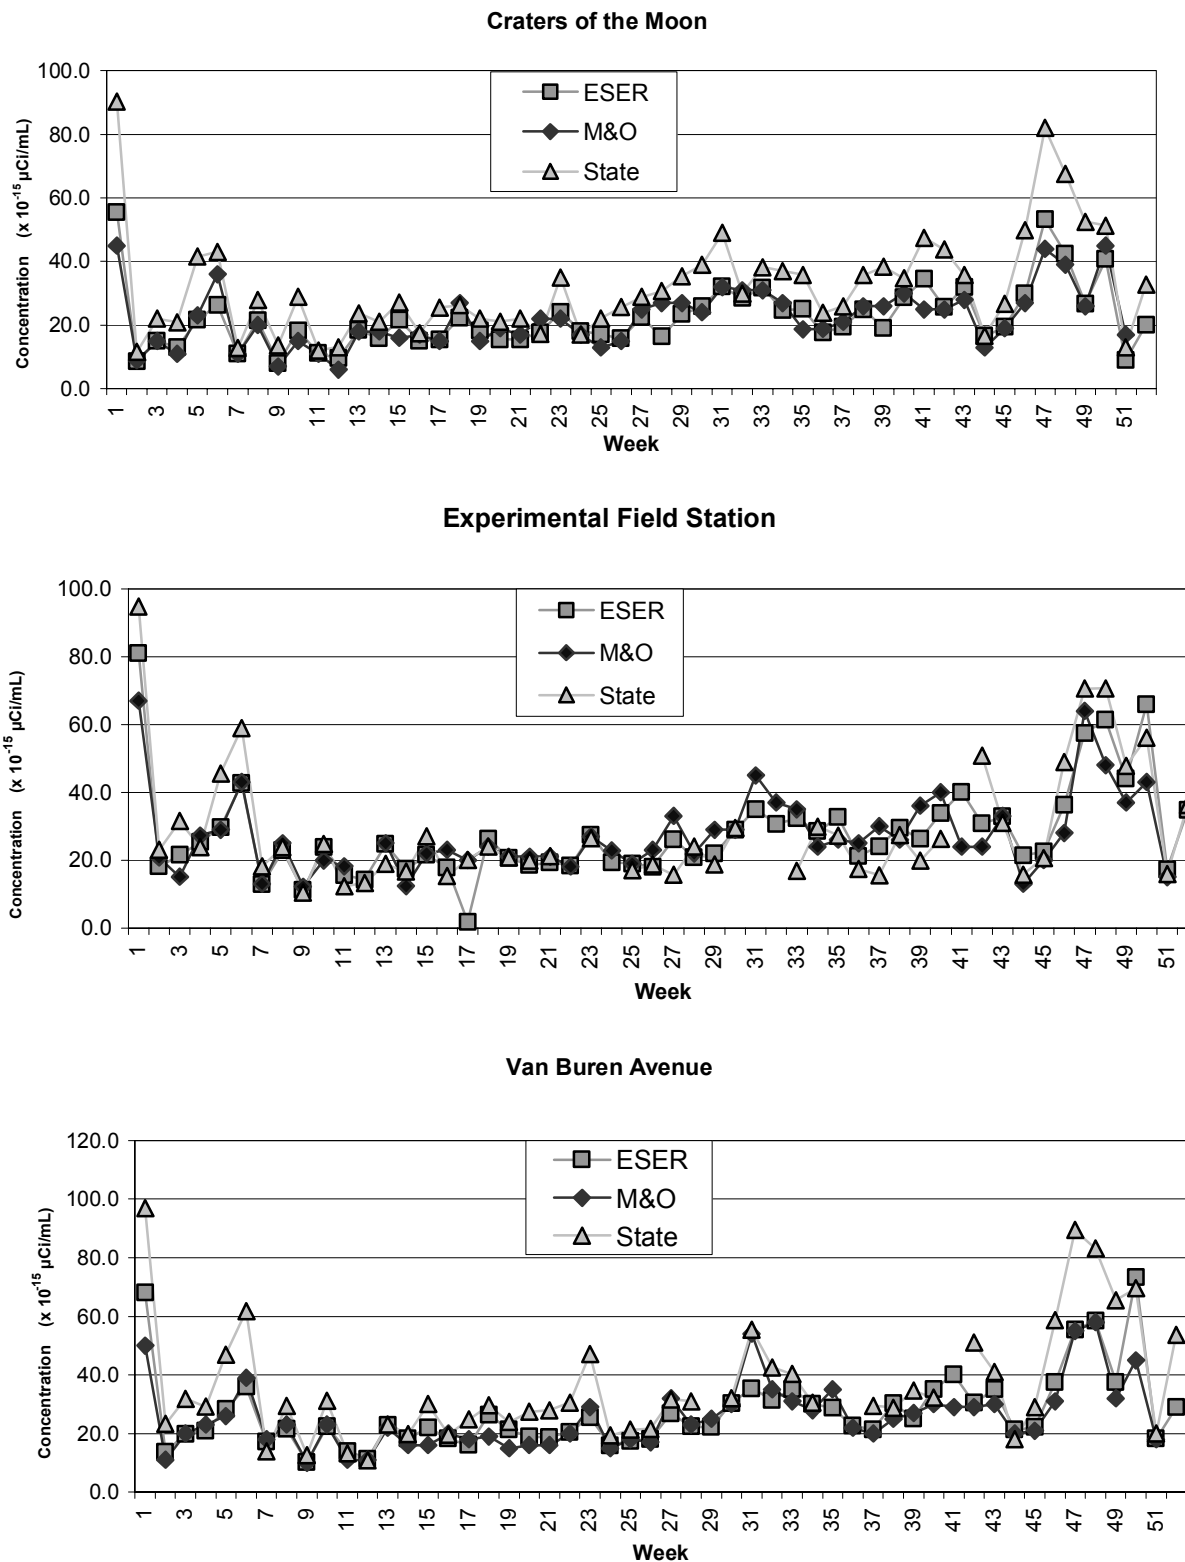 Craters of the Moon
100.0
80.0
60.0
40.0
20.0
0.0
Concentration (x 10⁻¹⁵ µCi/mL)
ESER
M&O
State
1 3 5 7 9 11 13 15 17 19 21 23 25 27 29 31 33 35 37 39 41 43 45 47 49 51
Week
Experimental Field Station
100.0
80.0
60.0
40.0
20.0
0.0
Concentration (x 10⁻¹⁵ µCi/mL)
ESER
M&O
State
1 3 5 7 9 11 13 15 17 19 21 23 25 27 29 31 33 35 37 39 41 43 45 47 49 51
Week
Van Buren Avenue
120.0
100.0
80.0
60.0
40.0
20.0
0.0
Concentration (x 10⁻¹⁵ µCi/mL)
ESER
M&O
State
1 3 5 7 9 11 13 15 17 19 21 23 25 27 29 31 33 35 37 39 41 43 45 47 49 51
Week